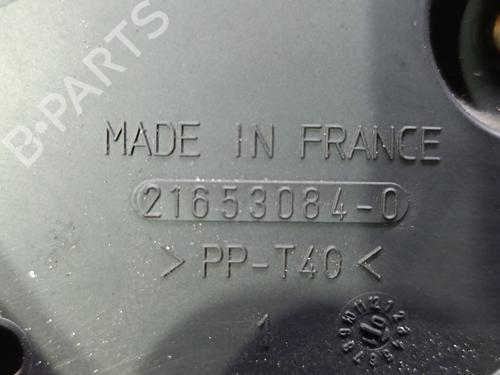 B-PARTS
MADE IN FRANCE
21653084-0
> PP-T40 <
1